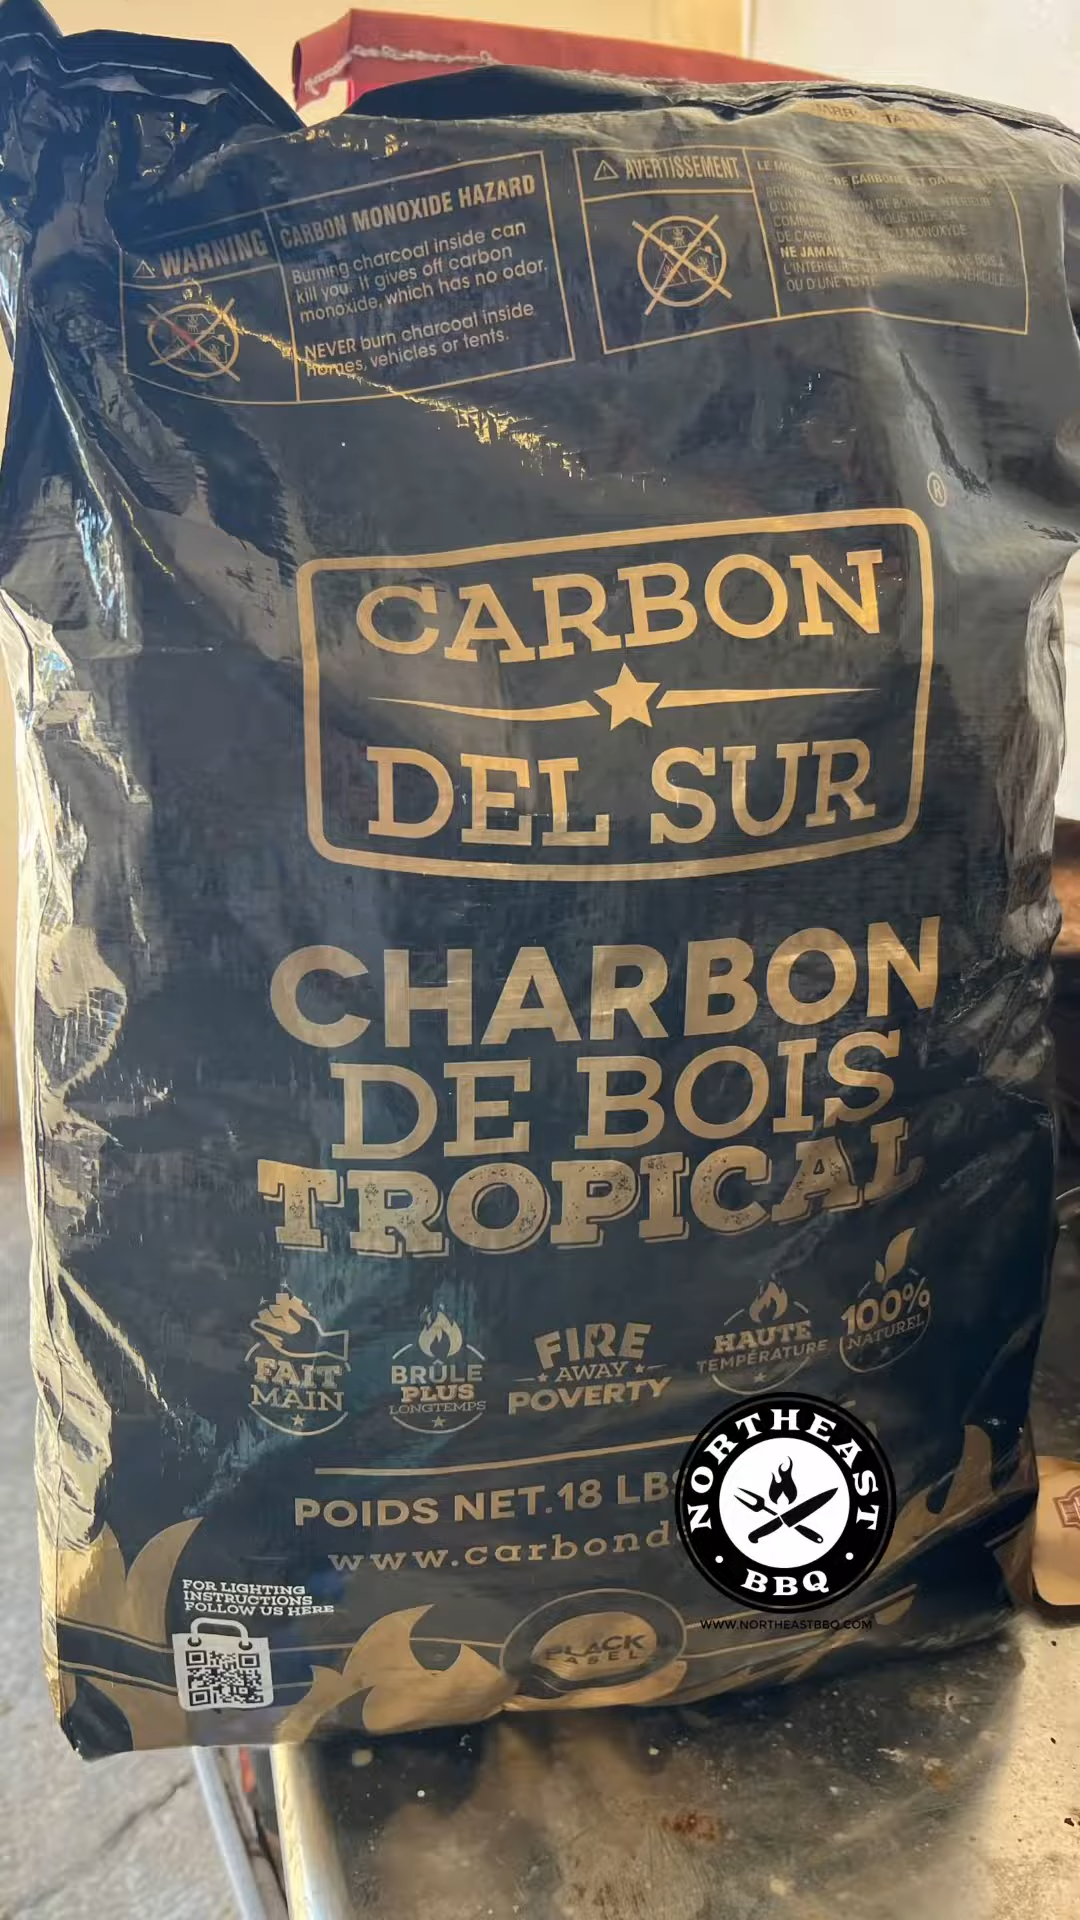 WARNING
CARBON MONOXIDE HAZARD
Burning charcoal inside can
kill you. It gives off carbon
monoxide, which has no odor.
NEVER burn charcoal inside
homes, vehicles or tents.
AVERTISSEMENT
NE JAMAIS
OU D'UNE TENTE
®
CARBON
DEL SUR
CHARBON
DE BOIS
TROPICAL
FAIT
MAIN
BRÛLE
PLUS
LONGTEMPS
FIRE
AWAY
POVERTY
HAUTE
TEMPÉRATURE
100%
NATUREL
POIDS NET.18 LBS
www.carbond
FOR LIGHTING
INSTRUCTIONS
FOLLOW US HERE
BLACK
LABEL
NORTHEAST
BBQ
WWW.NORTHEASTBBQ.COM